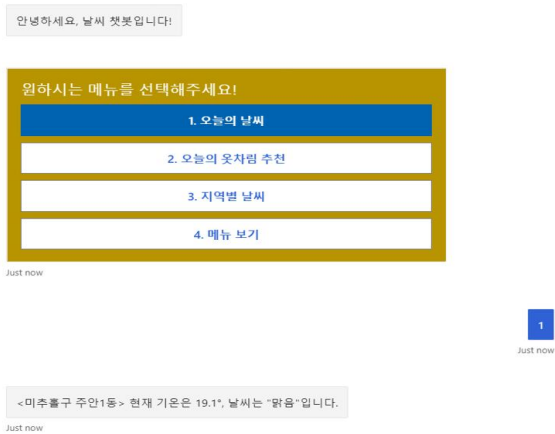 안녕하세요, 날씨 챗봇입니다!
원하시는 메뉴를 선택해주세요!
1. 오늘의 날씨
2. 오늘의 옷차림 추천
3. 지역별 날씨
4. 메뉴 보기
Just now
1
Just now
<미추홀구 주안1동> 현재 기온은 19.1°, 날씨는 "맑음"입니다.
Just now